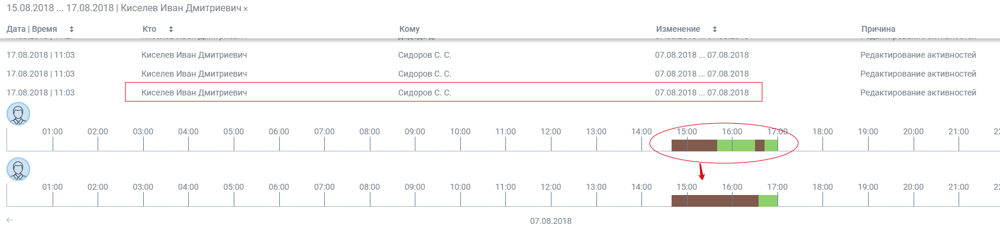 15.08.2018 ... 17.08.2018 | Киселев Иван Дмитриевич ×
Дата | Время Кто Кому Изменение Причина
17.08.2018 | 11:03 Киселев Иван Дмитриевич Сидоров С. С. 07.08.2018 ... 07.08.2018 Редактирование активностей
17.08.2018 | 11:03 Киселев Иван Дмитриевич Сидоров С. С. 07.08.2018 ... 07.08.2018 Редактирование активностей
17.08.2018 | 11:03 Киселев Иван Дмитриевич Сидоров С. С. 07.08.2018 ... 07.08.2018 Редактирование активностей
01:00 02:00 03:00 04:00 05:00 06:00 07:00 08:00 09:00 10:00 11:00 12:00 13:00 14:00 15:00 16:00 17:00 18:00 19:00 20:00 21:00
01:00 02:00 03:00 04:00 05:00 06:00 07:00 08:00 09:00 10:00 11:00 12:00 13:00 14:00 15:00 16:00 17:00 18:00 19:00 20:00 21:00
07.08.2018